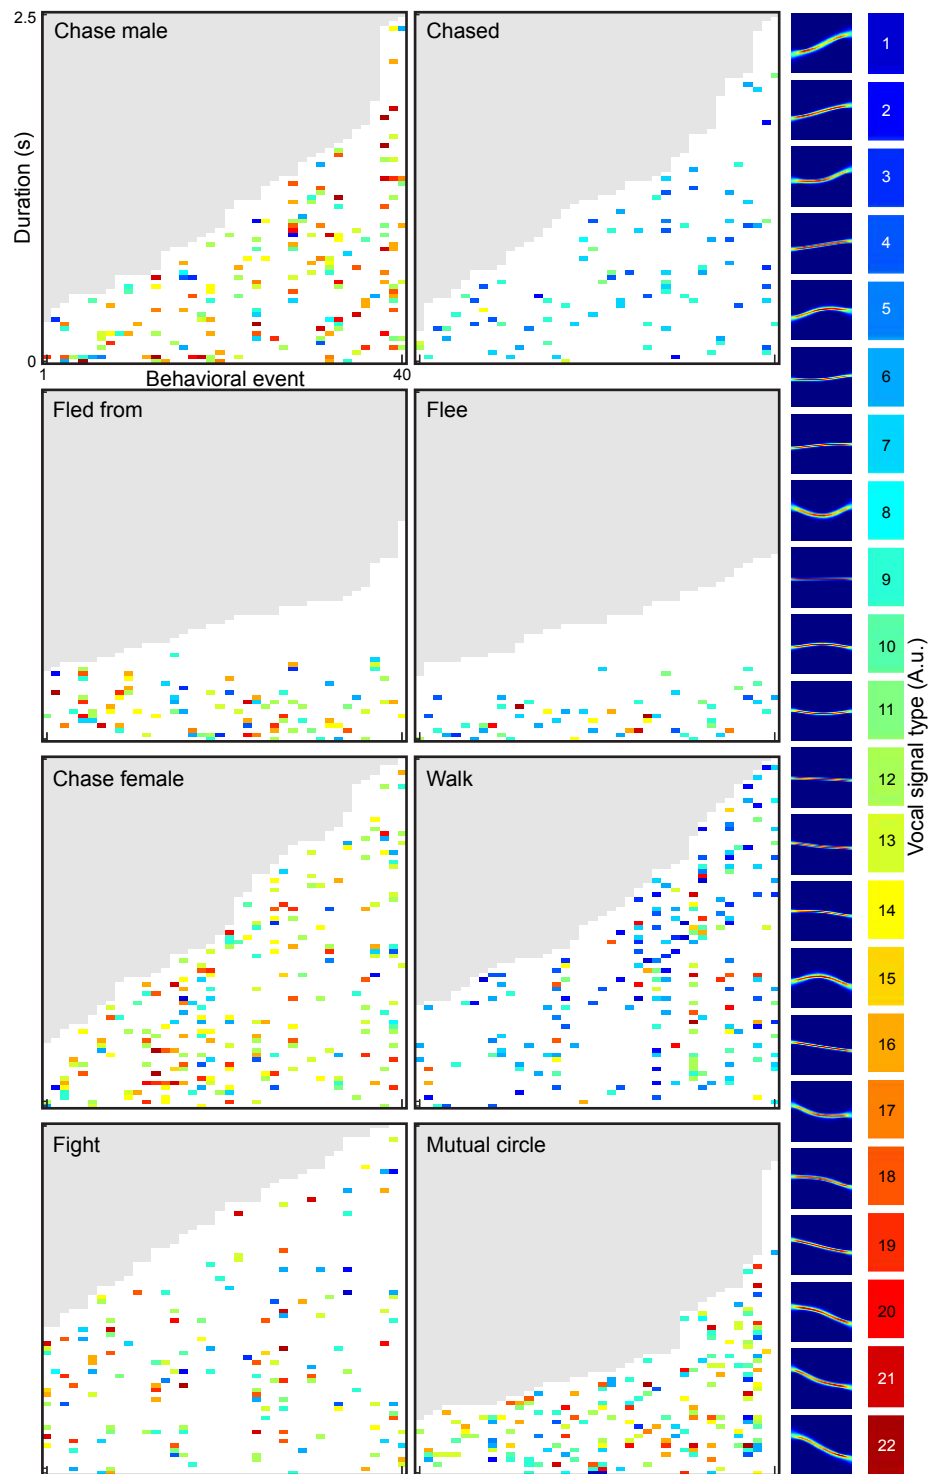 2.5
Chase male
Chased
Duration (s)
0
1
Behavioral event
40
Fled from
Flee
Chase female
Walk
Fight
Mutual circle
1
2
3
4
5
6
7
8
9
10
11
12
13
14
15
16
17
18
19
20
21
22
Vocal signal type (A.u.)